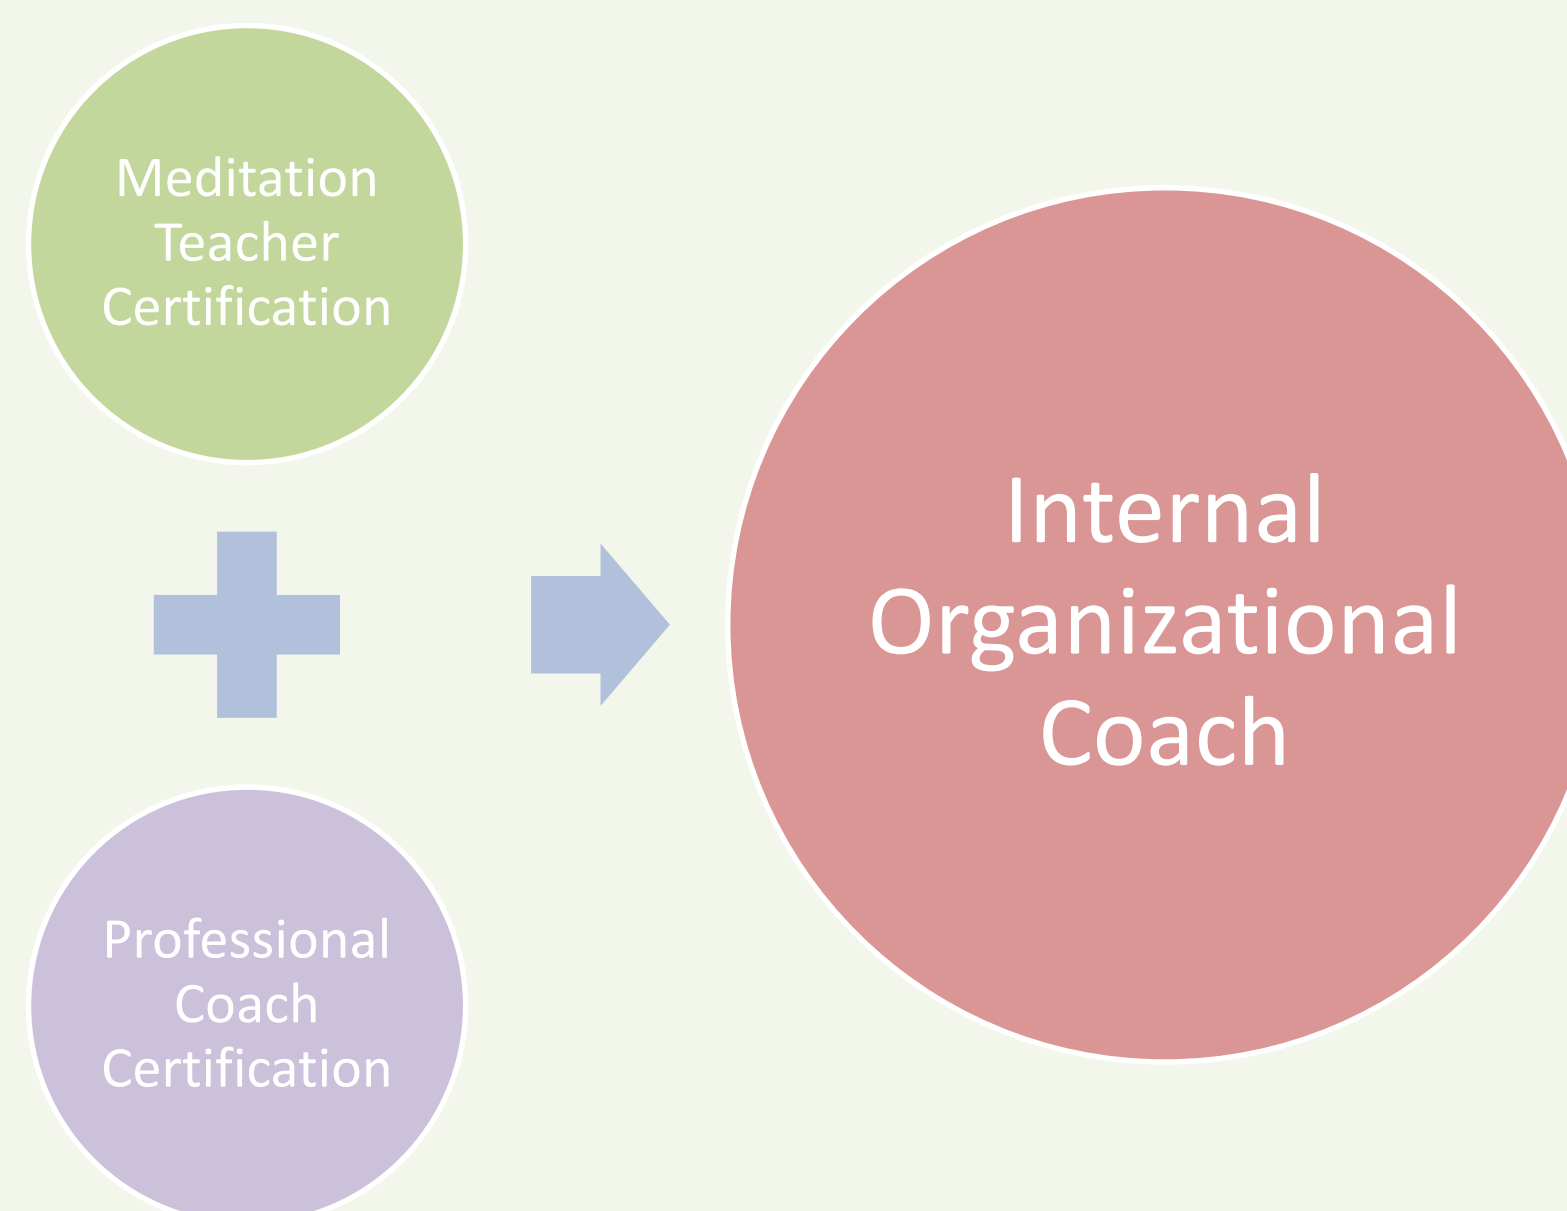 Meditation
Teacher
Certification
Professional
Coach
Certification
Internal
Organizational
Coach